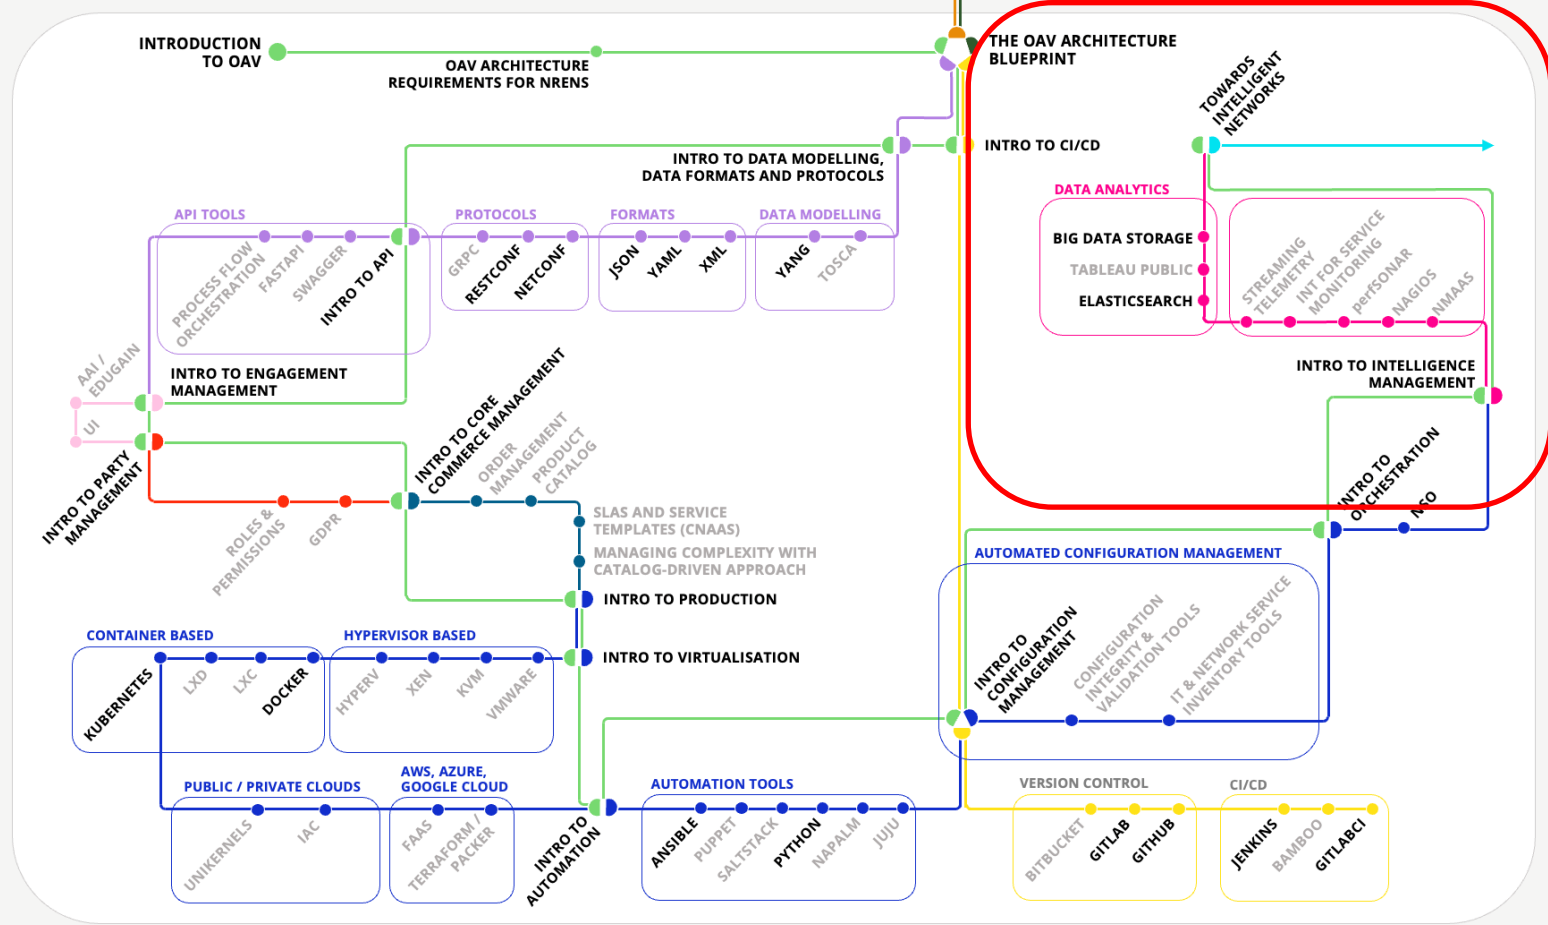 INTRODUCTION
TO OAV
OAV ARCHITECTURE
REQUIREMENTS FOR NRENS
THE OAV ARCHITECTURE
BLUEPRINT
TOWARDS
INTELLIGENT
NETWORKS
INTRO TO DATA MODELLING,
DATA FORMATS AND PROTOCOLS
INTRO TO CI/CD
API TOOLS
PROCESS FLOW
ORCHESTRATION
FASTAPI
SWAGGER
INTRO TO API
PROTOCOLS
GRPC
RESTCONF
NETCONF
FORMATS
JSON
YAML
XML
DATA MODELLING
YANG
TOSCA
DATA ANALYTICS
BIG DATA STORAGE
TABLEAU PUBLIC
ELASTICSEARCH
STREAMING
TELEMETRY
INT FOR SERVICE
MONITORING
perfSONAR
NAGIOS
NMAAS
INTRO TO INTELLIGENCE
MANAGEMENT
AAI /
EDUGAIN
UI
INTRO TO ENGAGEMENT
MANAGEMENT
INTRO TO PARTY
MANAGEMENT
ROLES &
PERMISSIONS
GDPR
INTRO TO CORE
COMMERCE MANAGEMENT
ORDER
MANAGEMENT
PRODUCT
CATALOG
SLAS AND SERVICE
TEMPLATES (CNAAS)
MANAGING COMPLEXITY WITH
CATALOG-DRIVEN APPROACH
INTRO TO PRODUCTION
INTRO TO VIRTUALISATION
INTRO TO
ORCHESTRATION
NSO
AUTOMATED CONFIGURATION MANAGEMENT
INTRO TO
CONFIGURATION
MANAGEMENT
CONFIGURATION
INTEGRITY &
VALIDATION TOOLS
IT & NETWORK SERVICE
INVENTORY TOOLS
CONTAINER BASED
KUBERNETES
LXD
LXC
DOCKER
HYPERVISOR BASED
HYPERV
XEN
KVM
VMWARE
PUBLIC / PRIVATE CLOUDS
UNIKERNELS
IAC
AWS, AZURE,
GOOGLE CLOUD
FAAS
TERRAFORM /
PACKER
INTRO TO
AUTOMATION
AUTOMATION TOOLS
ANSIBLE
PUPPET
SALTSTACK
PYTHON
NAPALM
JUJU
VERSION CONTROL
BITBUCKET
GITLAB
GITHUB
CI/CD
JENKINS
BAMBOO
GITLABCI